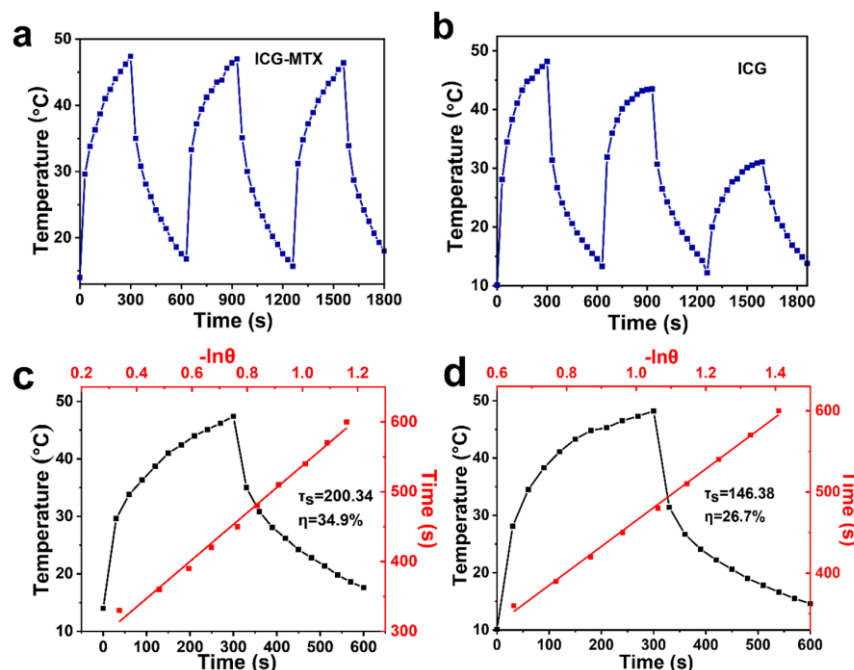 a
ICG-MTX
50
40
30
20
Temperature (°C)
0 300 600 900 1200 1500 1800
Time (s)
b
ICG
50
40
30
20
10
Temperature (°C)
0 300 600 900 1200 1500 1800
Time (s)
c
-lnθ
0.2 0.4 0.6 0.8 1.0 1.2
50
40
30
20
10
Temperature (°C)
τs=200.34
η=34.9%
600
500
400
300
Time (s)
0 100 200 300 400 500 600
Time (s)
d
-lnθ
0.6 0.8 1.0 1.2 1.4
50
40
30
20
10
Temperature (°C)
τs=146.38
η=26.7%
600
500
400
Time (s)
0 100 200 300 400 500 600
Time (s)